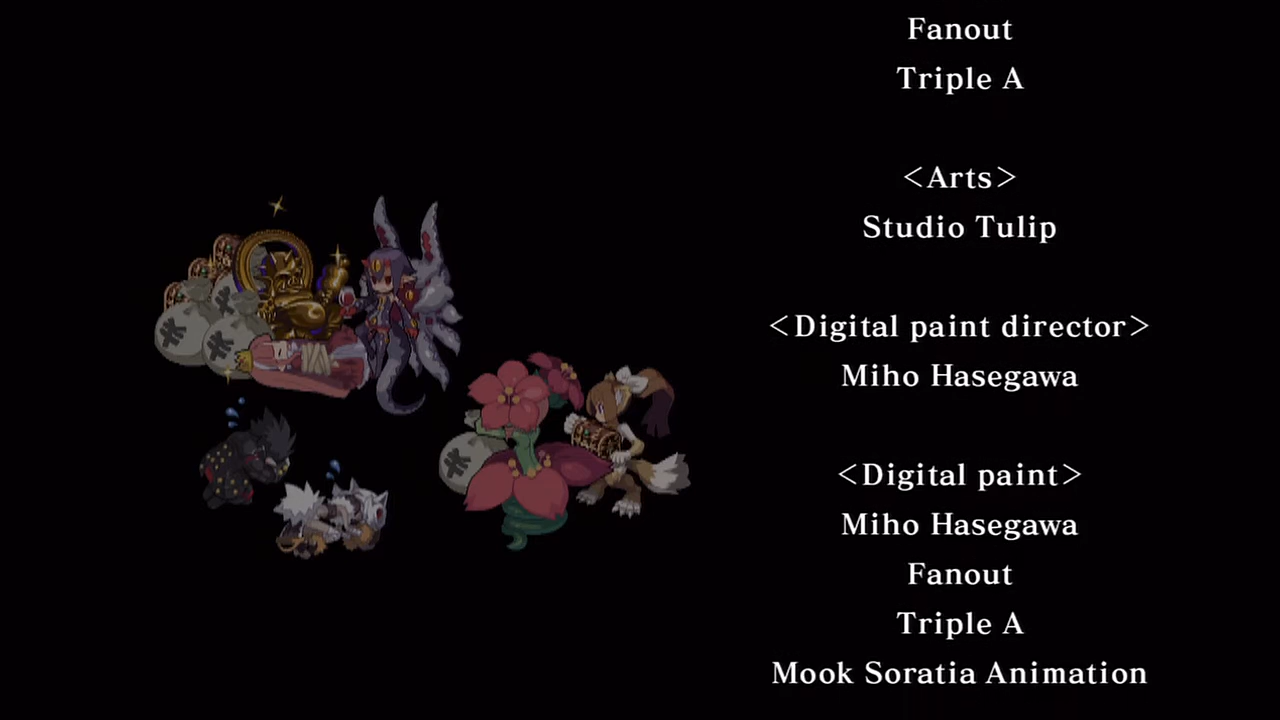 Fanout
Triple A
<Arts>
Studio Tulip
<Digital paint director>
Miho Hasegawa
<Digital paint>
Miho Hasegawa
Fanout
Triple A
Mook Soratia Animation